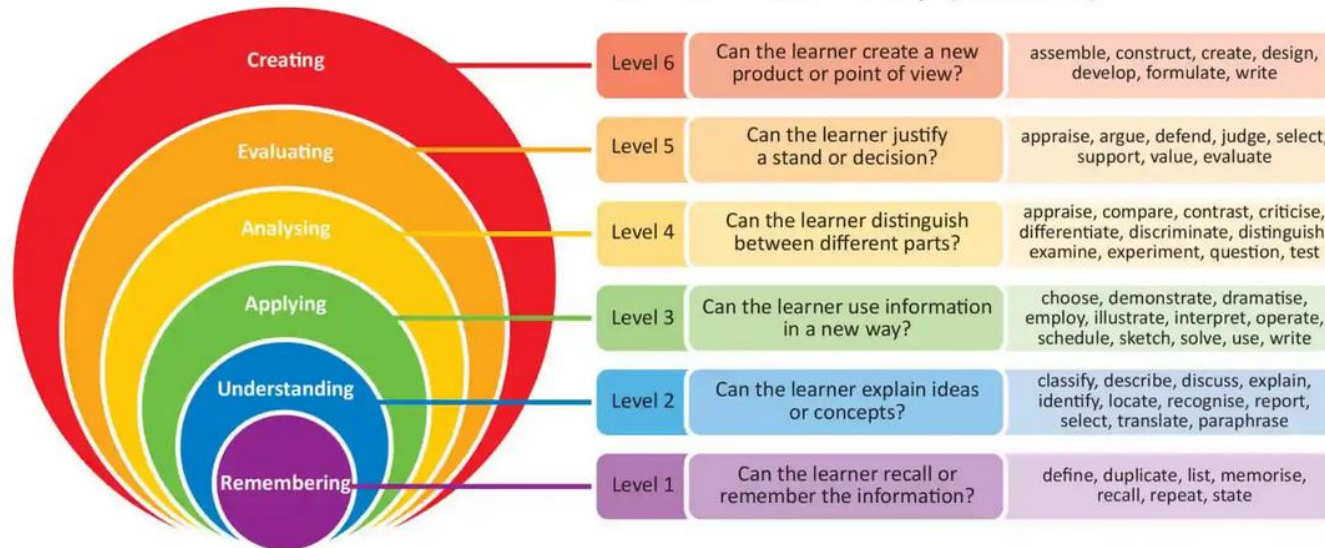 Creating
Evaluating
Analysing
Applying
Understanding
Remembering
Level 6
Can the learner create a new
product or point of view?
assemble, construct, create, design,
develop, formulate, write
Level 5
Can the learner justify
a stand or decision?
appraise, argue, defend, judge, select,
support, value, evaluate
Level 4
Can the learner distinguish
between different parts?
appraise, compare, contrast, criticise,
differentiate, discriminate, distinguish,
examine, experiment, question, test
Level 3
Can the learner use information
in a new way?
choose, demonstrate, dramatise,
employ, illustrate, interpret, operate,
schedule, sketch, solve, use, write
Level 2
Can the learner explain ideas
or concepts?
classify, describe, discuss, explain,
identify, locate, recognise, report,
select, translate, paraphrase
Level 1
Can the learner recall or
remember the information?
define, duplicate, list, memorise,
recall, repeat, state